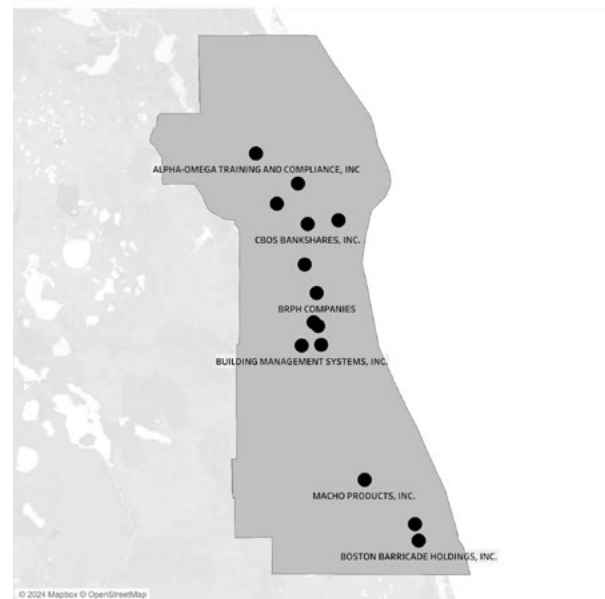 ALPHA-OMEGA TRAINING AND COMPLIANCE, INC
CBOS BANKSHARES, INC.
BRPH COMPANIES
BUILDING MANAGEMENT SYSTEMS, INC.
MACHO PRODUCTS, INC.
BOSTON BARRICADE HOLDINGS, INC.
© 2024 Mapbox © OpenStreetMap